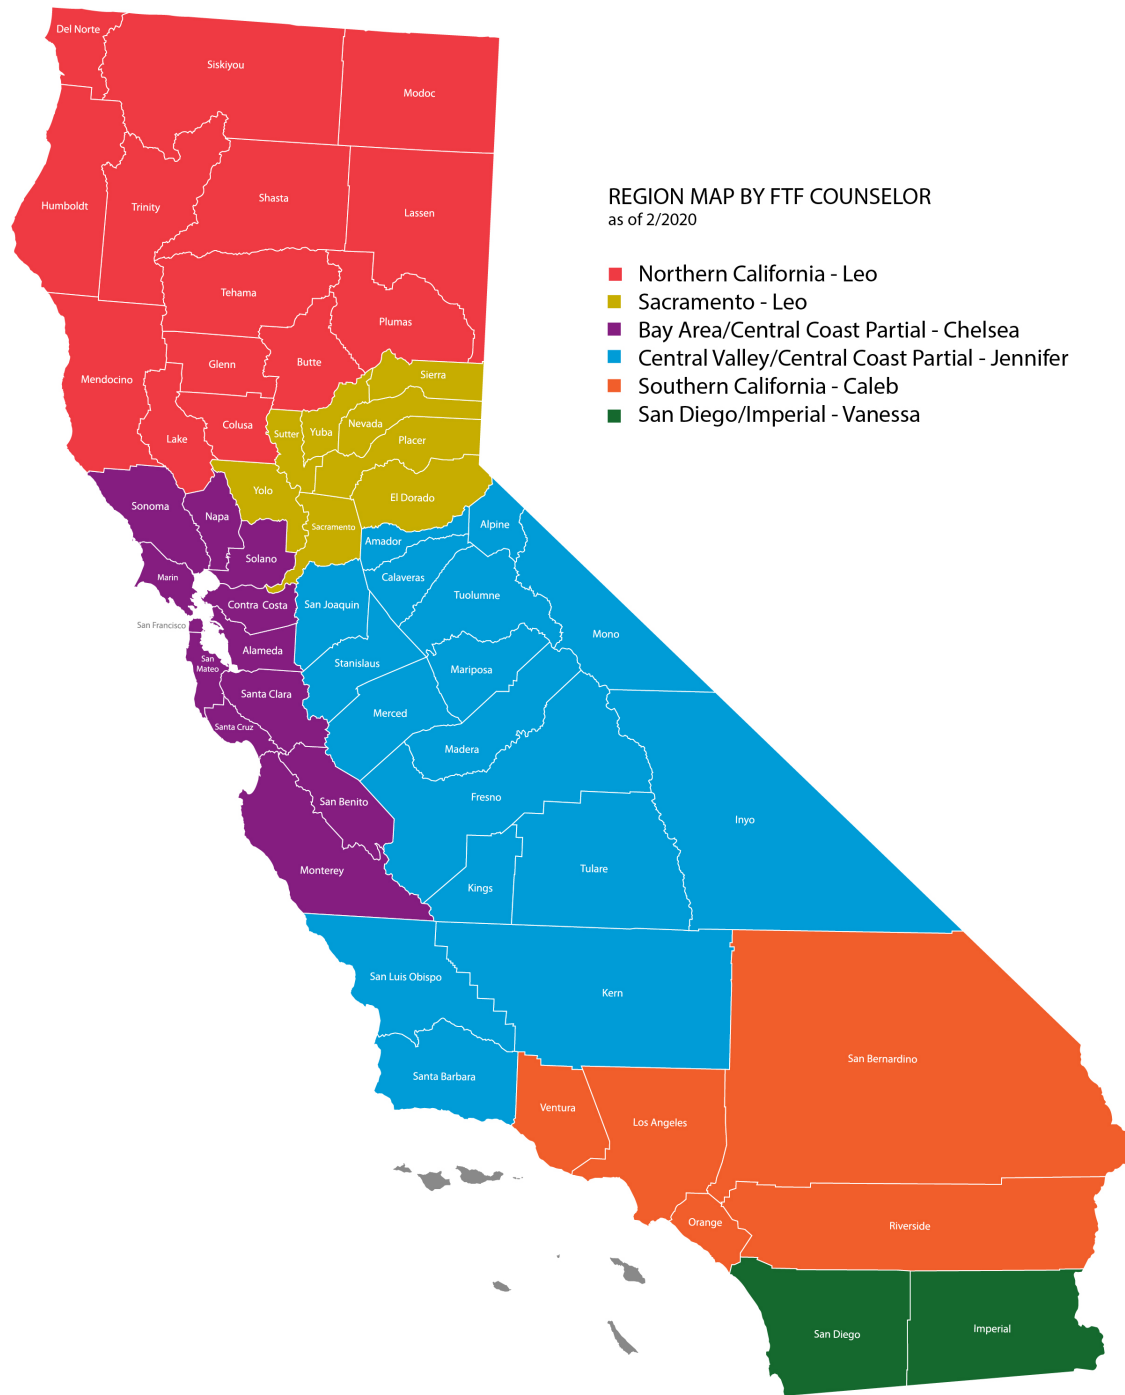 Del Norte
Siskiyou
Modoc
Humboldt
Trinity
Shasta
Lassen
REGION MAP BY FTF COUNSELOR
as of 2/2020
Northern California - Leo
Sacramento - Leo
Bay Area/Central Coast Partial - Chelsea
Central Valley/Central Coast Partial - Jennifer
Southern California - Caleb
San Diego/Imperial - Vanessa
Tehama
Plumas
Mendocino
Glenn
Butte
Sierra
Lake
Colusa
Sutter
Yuba
Nevada
Placer
Yolo
El Dorado
Sonoma
Napa
Sacramento
Alpine
Amador
Solano
Marin
Calaveras
Contra Costa
San Joaquin
Tuolumne
San Francisco
Mono
Alameda
San
Mateo
Stanislaus
Mariposa
Santa Clara
Merced
Santa Cruz
Madera
San Benito
Fresno
Inyo
Monterey
Kings
Tulare
San Luis Obispo
Kern
San Bernardino
Santa Barbara
Ventura
Los Angeles
Orange
Riverside
San Diego
Imperial